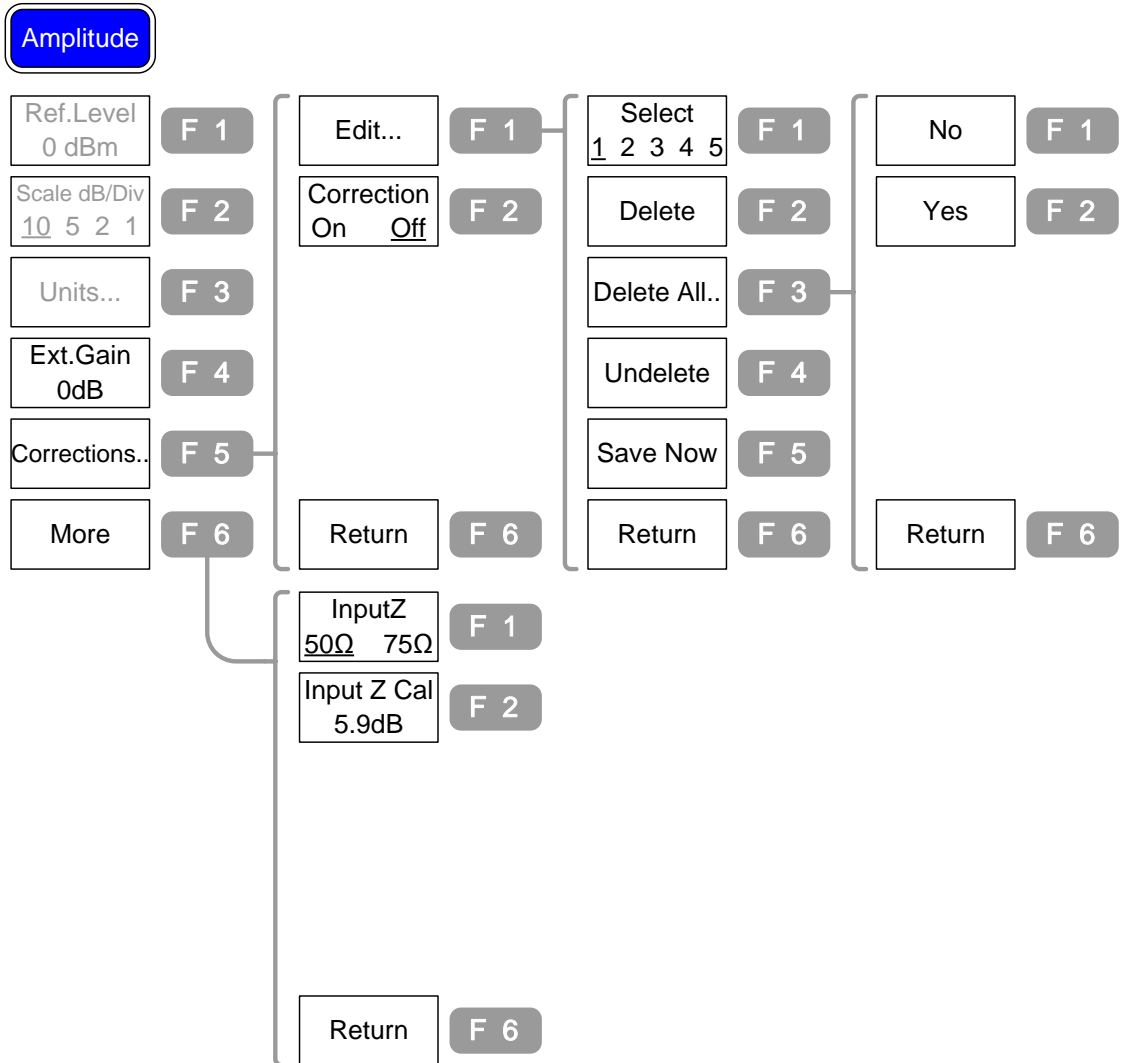 Amplitude
Ref.Level
0 dBm
F 1
Scale dB/Div
10 5 2 1
F 2
Units...
F 3
Ext.Gain
0dB
F 4
Corrections..
F 5
More
F 6
Edit...
F 1
Correction
On Off
F 2
Return
F 6
Select
1 2 3 4 5
F 1
Delete
F 2
Delete All..
F 3
Undelete
F 4
Save Now
F 5
Return
F 6
No
F 1
Yes
F 2
Return
F 6
InputZ
50Ω 75Ω
F 1
Input Z Cal
5.9dB
F 2
Return
F 6